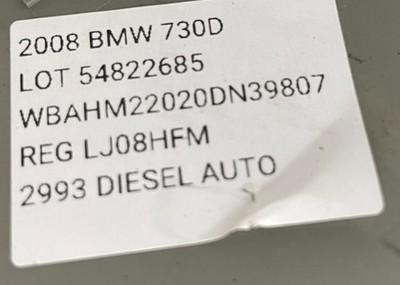 2008 BMW 730D
LOT 54822685
WBAHM22020DN39807
REG LJ08HFM
2993 DIESEL AUTO